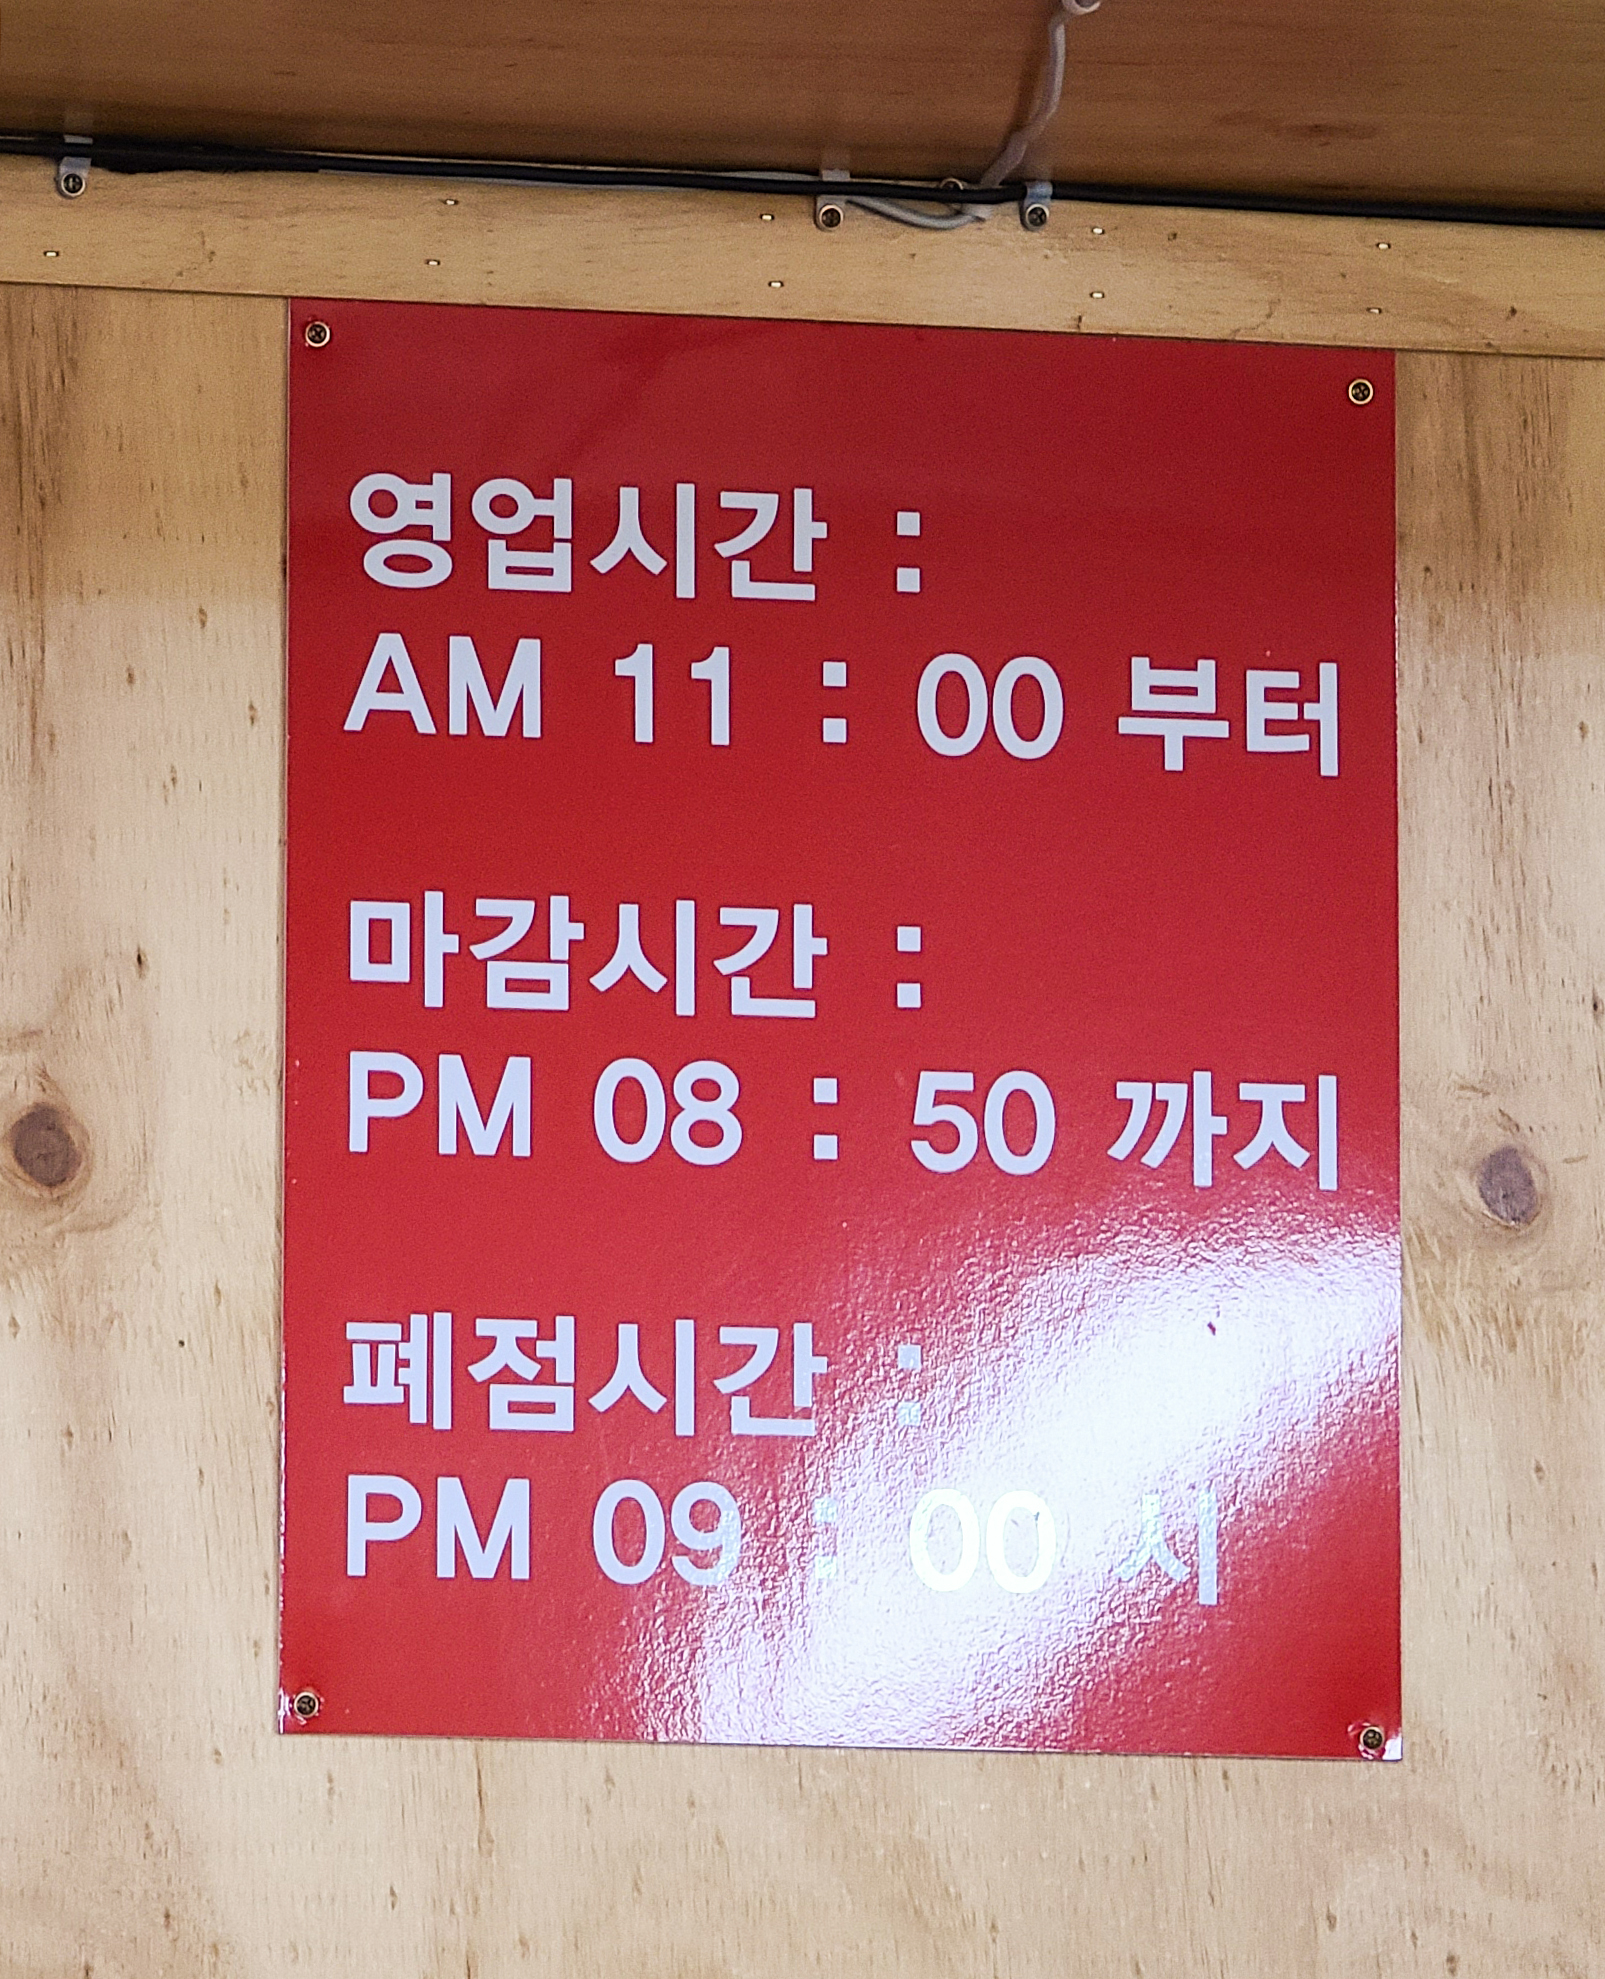 영업시간 :
AM 11 : 00 부터
마감시간 :
PM 08 : 50 까지
폐점시간 :
PM 09 : 00 시